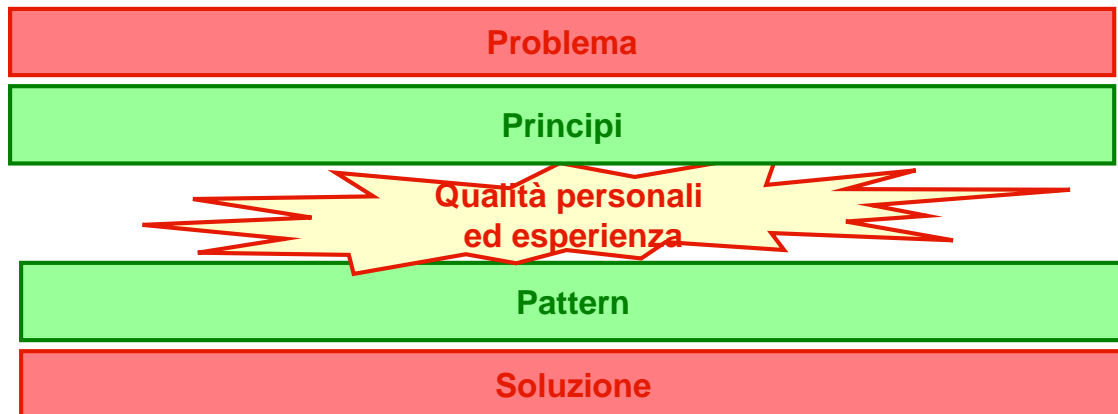 Problema
Principi
Qualità personali
ed esperienza
Pattern
Soluzione